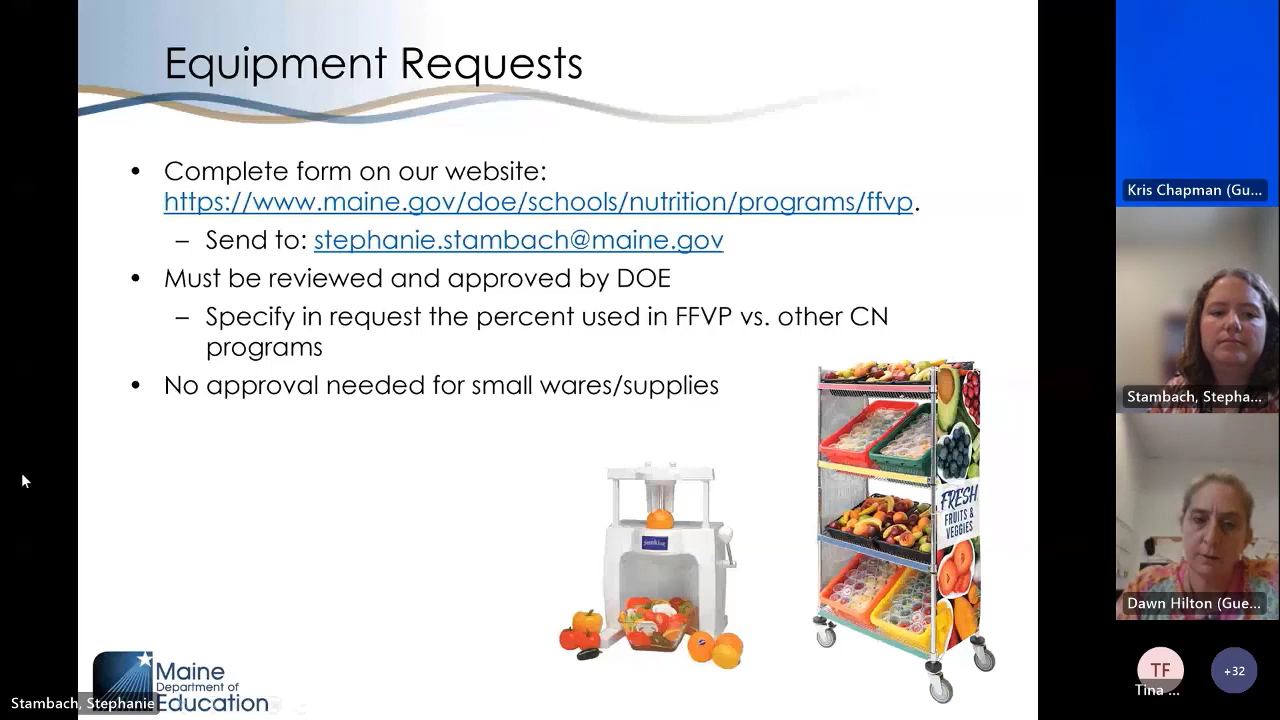 Equipment Requests
• Complete form on our website:
https://www.maine.gov/doe/schools/nutrition/programs/ffvp.
– Send to: stephanie.stambach@maine.gov
• Must be reviewed and approved by DOE
– Specify in request the percent used in FFVP vs. other CN
programs
• No approval needed for small wares/supplies
FRESH
FRUITS &
VEGGIES
Maine
Department of
Education
Stambach, Stephanie
Kris Chapman (Gu...
Stambach, Stepha...
Dawn Hilton (Gue...
TF
Tina ...
+32